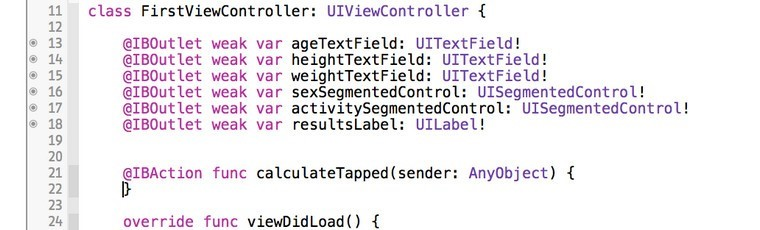 11 class FirstViewController: UIViewController {
12
13 @IBOutlet weak var ageTextField: UITextField!
14 @IBOutlet weak var heightTextField: UITextField!
15 @IBOutlet weak var weightTextField: UITextField!
16 @IBOutlet weak var sexSegmentedControl: UISegmentedControl!
17 @IBOutlet weak var activitySegmentedControl: UISegmentedControl!
18 @IBOutlet weak var resultsLabel: UILabel!
19
20
21 @IBAction func calculateTapped(sender: AnyObject) {
22 }
23
24 override func viewDidLoad() {